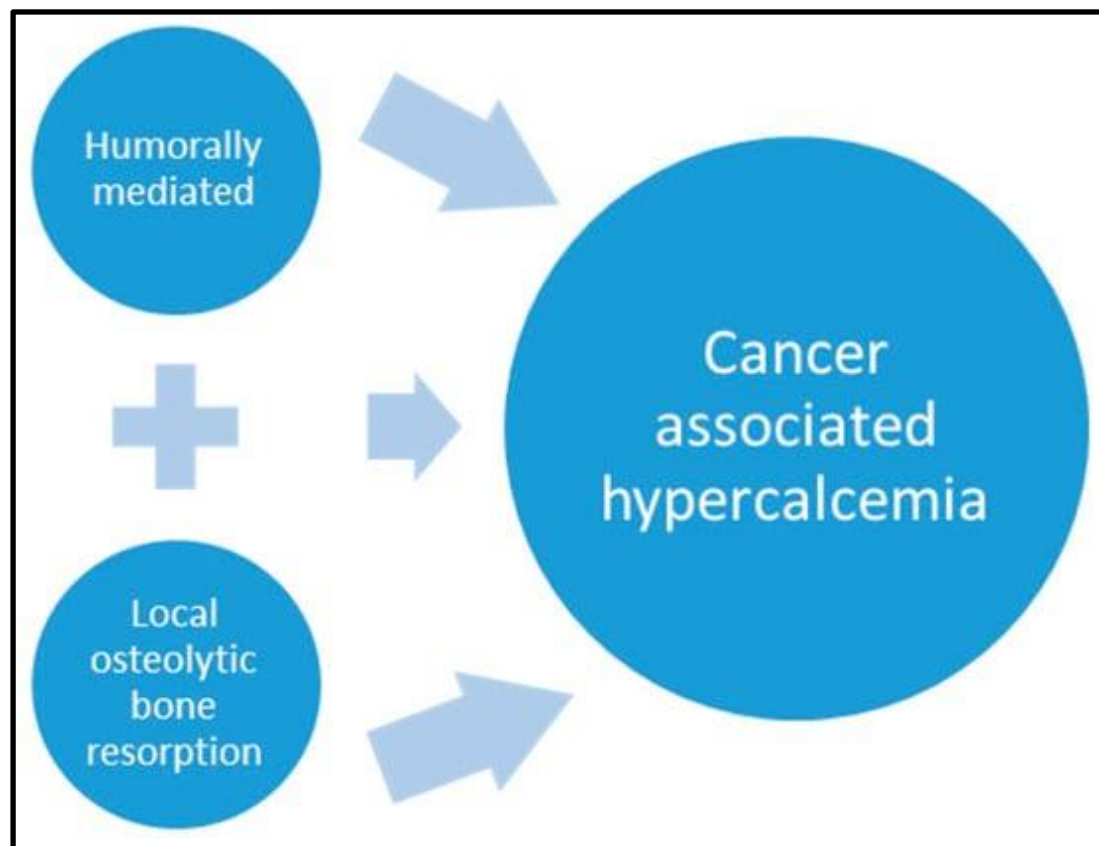 Humorally
mediated
Local
osteolytic
bone
resorption
Cancer
associated
hypercalcemia